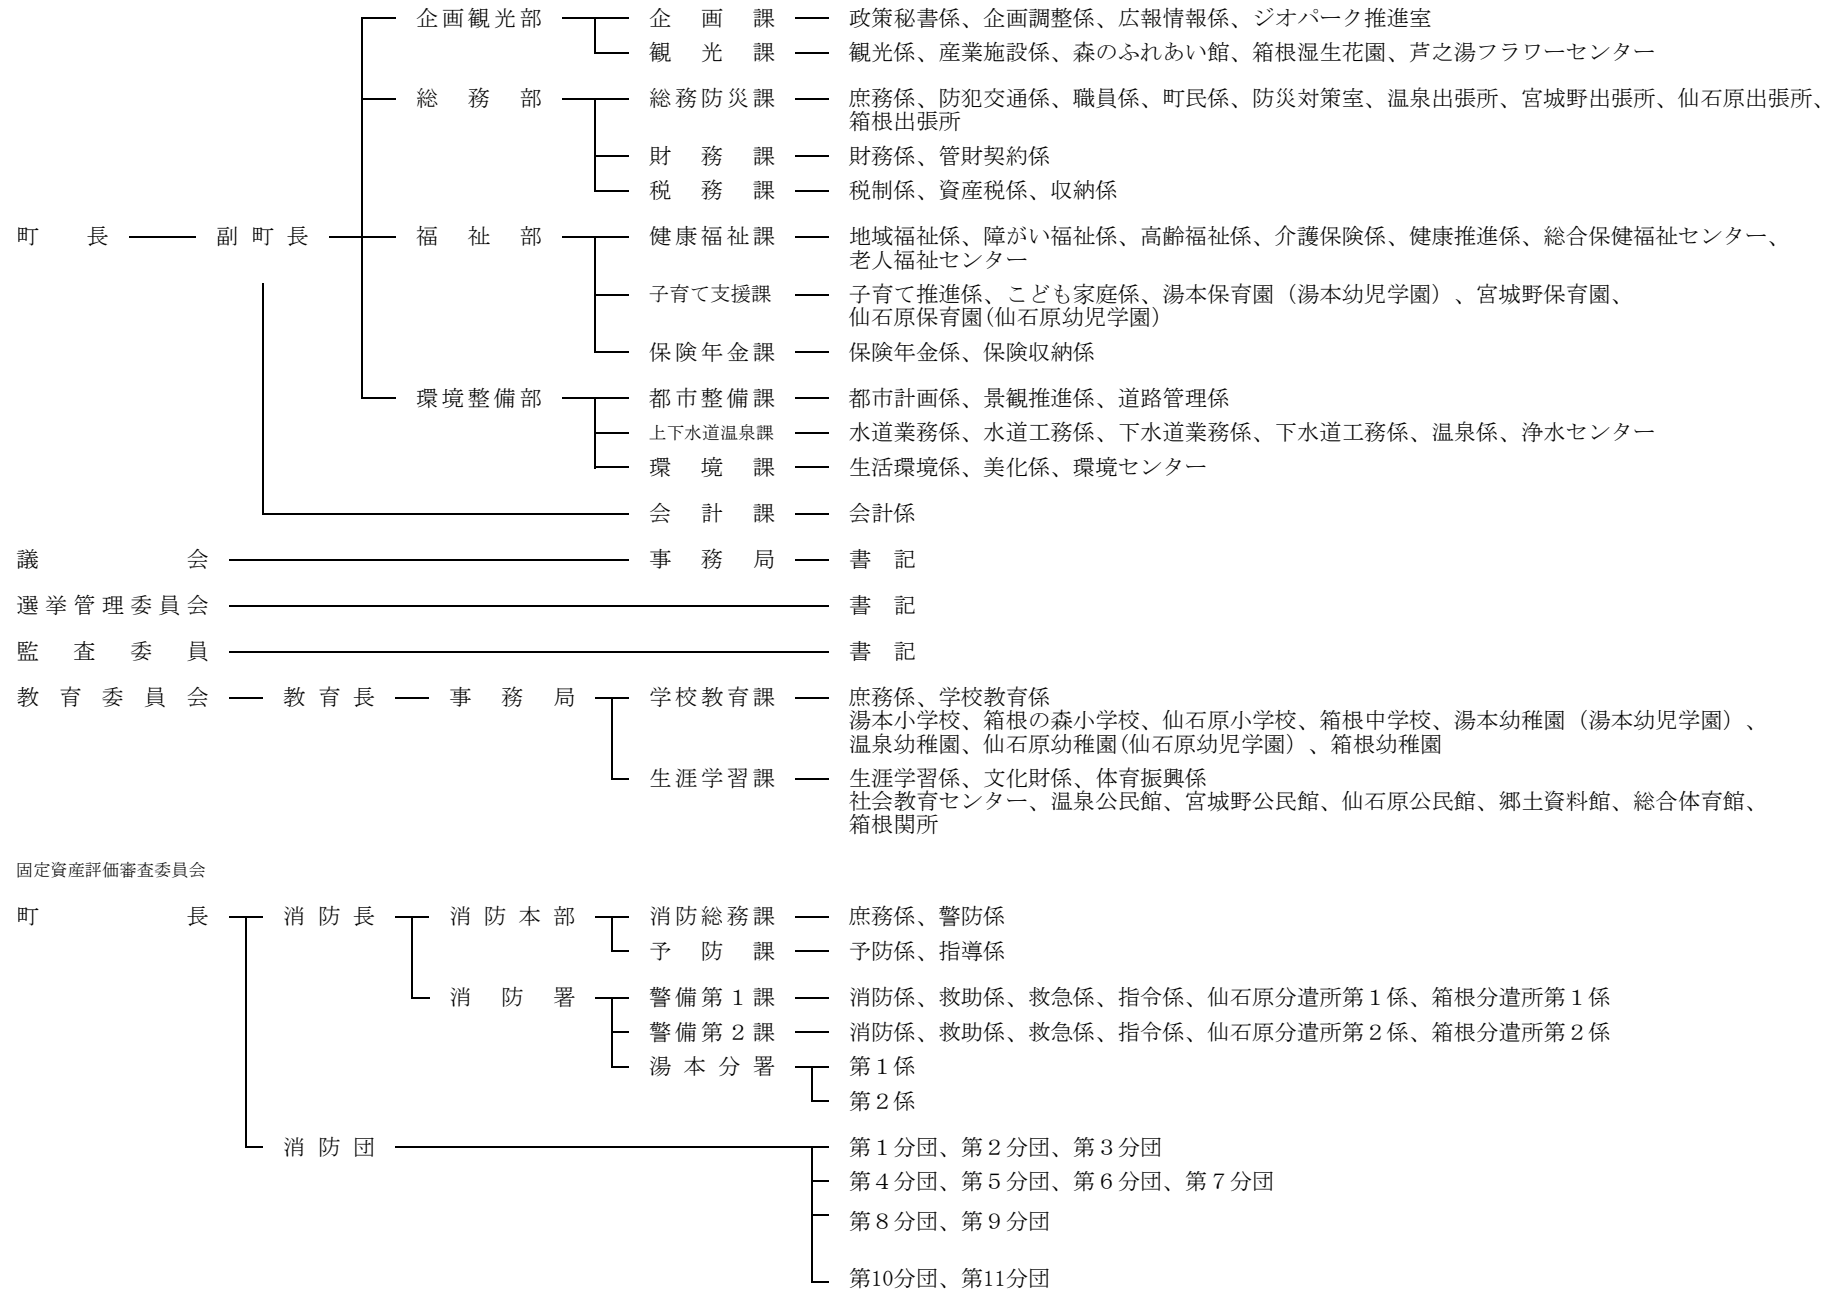 企画観光部 企画課 政策秘書係、企画調整係、広報情報係、ジオパーク推進室
観光課 観光係、産業施設係、森のふれあい館、箱根湿生花園、芦之湯フラワーセンター
総務部 総務防災課 庶務係、防犯交通係、職員係、町民係、防災対策室、温泉出張所、宮城野出張所、仙石原出張所、
箱根出張所
財務課 財務係、管財契約係
税務課 税制係、資産税係、収納係
町長 副町長 福祉部 健康福祉課 地域福祉係、障がい福祉係、高齢福祉係、介護保険係、健康推進係、総合保健福祉センター、
老人福祉センター
子育て支援課 子育て推進係、こども家庭係、湯本保育園（湯本幼児学園）、宮城野保育園、
仙石原保育園(仙石原幼児学園)
保険年金課 保険年金係、保険収納係
環境整備部 都市整備課 都市計画係、景観推進係、道路管理係
上下水道温泉課 水道業務係、水道工務係、下水道業務係、下水道工務係、温泉係、浄水センター
環境課 生活環境係、美化係、環境センター
会計課 会計係
議会 事務局 書記
選挙管理委員会 書記
監査委員 書記
教育委員会 教育長 事務局 学校教育課 庶務係、学校教育係
湯本小学校、箱根の森小学校、仙石原小学校、箱根中学校、湯本幼稚園（湯本幼児学園）、
温泉幼稚園、仙石原幼稚園(仙石原幼児学園）、箱根幼稚園
生涯学習課 生涯学習係、文化財係、体育振興係
社会教育センター、温泉公民館、宮城野公民館、仙石原公民館、郷土資料館、総合体育館、
箱根関所
固定資産評価審査委員会
町長 消防長 消防本部 消防総務課 庶務係、警防係
予防課 予防係、指導係
消防署 警備第１課 消防係、救助係、救急係、指令係、仙石原分遣所第１係、箱根分遣所第１係
警備第２課 消防係、救助係、救急係、指令係、仙石原分遣所第２係、箱根分遣所第２係
湯本分署 第１係
第２係
消防団 第１分団、第２分団、第３分団
第４分団、第５分団、第６分団、第７分団
第８分団、第９分団
第10分団、第11分団